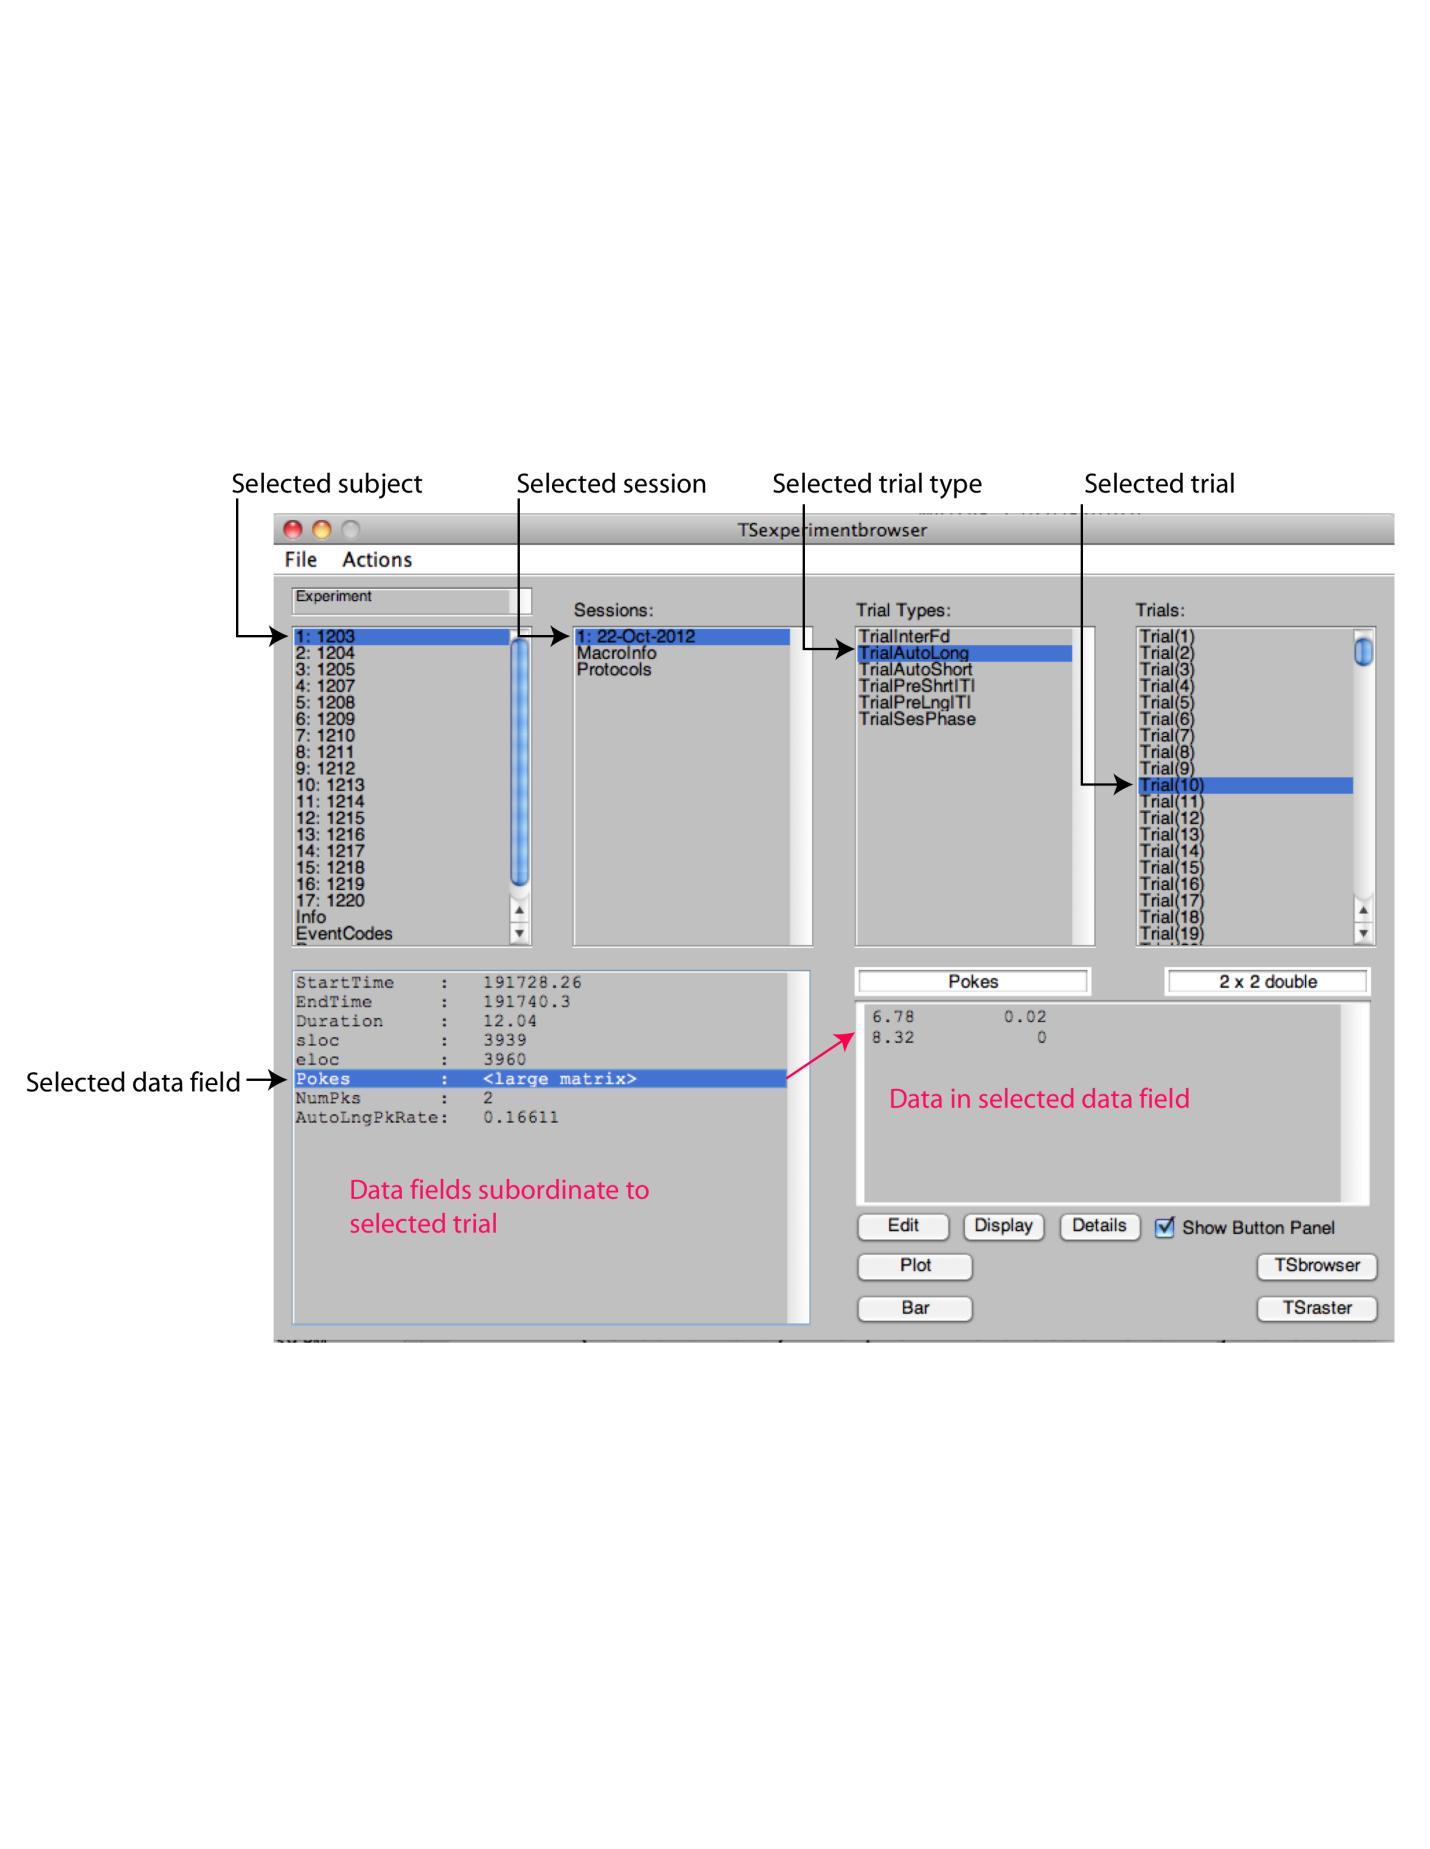 Selected subject
Selected session
Selected trial type
Selected trial
TSexperimentbrowser
File Actions
Experiment
Sessions:
Trial Types:
Trials:
1: 1203
2: 1204
3: 1205
4: 1207
5: 1208
6: 1209
7: 1210
8: 1211
9: 1212
10: 1213
11: 1214
12: 1215
13: 1216
14: 1217
15: 1218
16: 1219
17: 1220
Info
EventCodes
1: 22-Oct-2012
MacroInfo
Protocols
TrialInterFd
TrialAutoLong
TrialAutoShort
TrialPreShrtITI
TrialPreLngITI
TrialSesPhase
Trial(1)
Trial(2)
Trial(3)
Trial(4)
Trial(5)
Trial(6)
Trial(7)
Trial(8)
Trial(9)
Trial(10)
Trial(11)
Trial(12)
Trial(13)
Trial(14)
Trial(15)
Trial(16)
Trial(17)
Trial(18)
Trial(19)
Selected data field
StartTime : 191728.26
EndTime : 191740.3
Duration : 12.04
sloc : 3939
eloc : 3960
Pokes : <large matrix>
NumPks : 2
AutoLngPkRate: 0.16611
Data fields subordinate to
selected trial
Pokes
2 x 2 double
6.78 0.02
8.32 0
Data in selected data field
Edit Display Details Show Button Panel
Plot TSbrowser
Bar TSraster